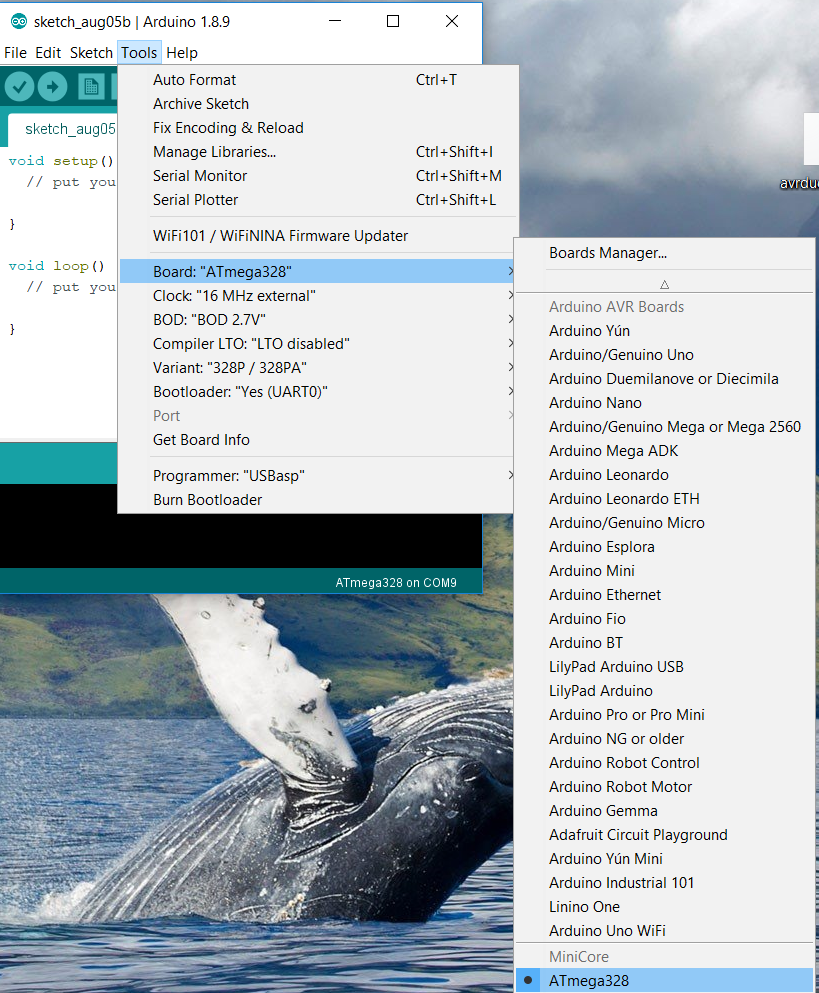 sketch_aug05b | Arduino 1.8.9
File Edit Sketch Tools Help
Auto Format Ctrl+T
Archive Sketch
Fix Encoding & Reload
Manage Libraries... Ctrl+Shift+I
Serial Monitor Ctrl+Shift+M
Serial Plotter Ctrl+Shift+L
WiFi101 / WiFiNINA Firmware Updater
Board: "ATmega328"
Clock: "16 MHz external"
BOD: "BOD 2.7V"
Compiler LTO: "LTO disabled"
Variant: "328P / 328PA"
Bootloader: "Yes (UART0)"
Port
Get Board Info
Programmer: "USBasp"
Burn Bootloader
sketch_aug05
void setup()
// put you
}
void loop()
// put you
}
ATmega328 on COM9
avrdu
Boards Manager...
Arduino AVR Boards
Arduino Yún
Arduino/Genuino Uno
Arduino Duemilanove or Diecimila
Arduino Nano
Arduino/Genuino Mega or Mega 2560
Arduino Mega ADK
Arduino Leonardo
Arduino Leonardo ETH
Arduino/Genuino Micro
Arduino Esplora
Arduino Mini
Arduino Ethernet
Arduino Fio
Arduino BT
LilyPad Arduino USB
LilyPad Arduino
Arduino Pro or Pro Mini
Arduino NG or older
Arduino Robot Control
Arduino Robot Motor
Arduino Gemma
Adafruit Circuit Playground
Arduino Yún Mini
Arduino Industrial 101
Linino One
Arduino Uno WiFi
MiniCore
ATmega328